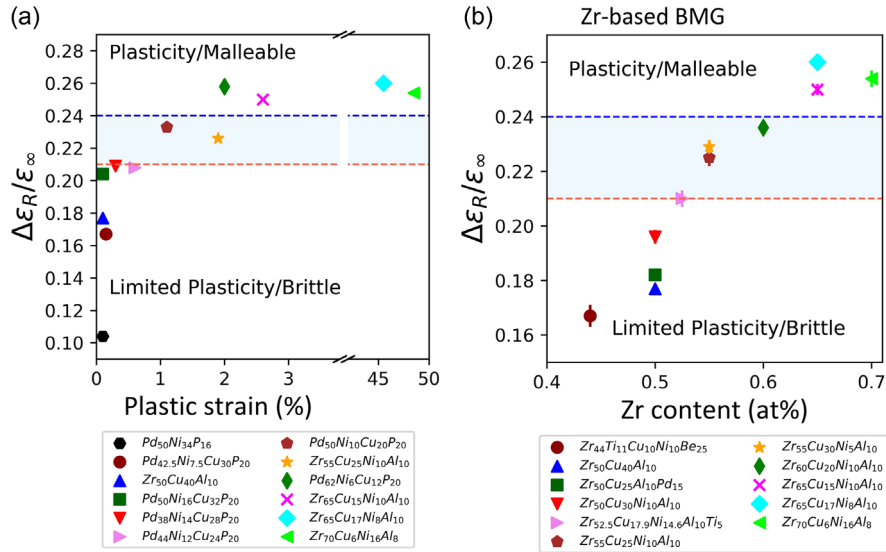 (a)
Plasticity/Malleable
Limited Plasticity/Brittle
0.28
0.26
0.24
0.22
0.20
0.18
0.16
0.14
0.12
0.10
Δε_R/ε_∞
0 1 2 3 45 50
Plastic strain (%)
Pd₅₀Ni₃₄P₁₆
Pd₄₂.₅Ni₇.₅Cu₃₀P₂₀
Zr₅₀Cu₄₀Al₁₀
Pd₅₀Ni₁₆Cu₃₂P₂₀
Pd₃₈Ni₁₄Cu₂₈P₂₀
Pd₄₄Ni₁₂Cu₂₄P₂₀
Pd₅₀Ni₁₀Cu₂₀P₂₀
Zr₅₅Cu₂₅Ni₁₀Al₁₀
Pd₆₂Ni₆Cu₁₂P₂₀
Zr₆₅Cu₁₅Ni₁₀Al₁₀
Zr₆₅Cu₁₇Ni₈Al₁₀
Zr₇₀Cu₆Ni₁₆Al₈
(b)
Zr-based BMG
Plasticity/Malleable
Limited Plasticity/Brittle
0.26
0.24
0.22
0.20
0.18
0.16
Δε_R/ε_∞
0.4 0.5 0.6 0.7
Zr content (at%)
Zr₄₄Ti₁₁Cu₁₀Ni₁₀Be₂₅
Zr₅₀Cu₄₀Al₁₀
Zr₅₀Cu₂₅Al₁₀Pd₁₅
Zr₅₀Cu₃₀Ni₁₀Al₁₀
Zr₅₂.₅Cu₁₇.₉Ni₁₄.₆Al₁₀Ti₅
Zr₅₅Cu₂₅Ni₁₀Al₁₀
Zr₅₅Cu₃₀Ni₅Al₁₀
Zr₆₀Cu₂₀Ni₁₀Al₁₀
Zr₆₅Cu₁₅Ni₁₀Al₁₀
Zr₆₅Cu₁₇Ni₈Al₁₀
Zr₇₀Cu₆Ni₁₆Al₈